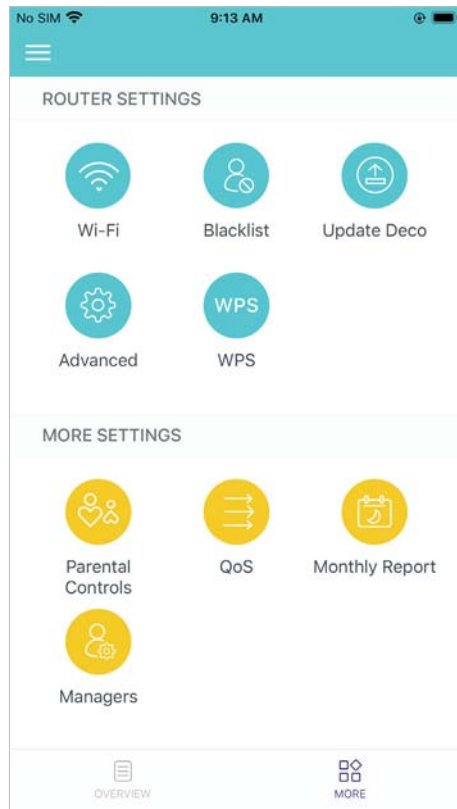 No SIM 9:13 AM
ROUTER SETTINGS
Wi-Fi Blacklist Update Deco
WPS
Advanced WPS
MORE SETTINGS
Parental Controls QoS Monthly Report
Managers
OVERVIEW MORE